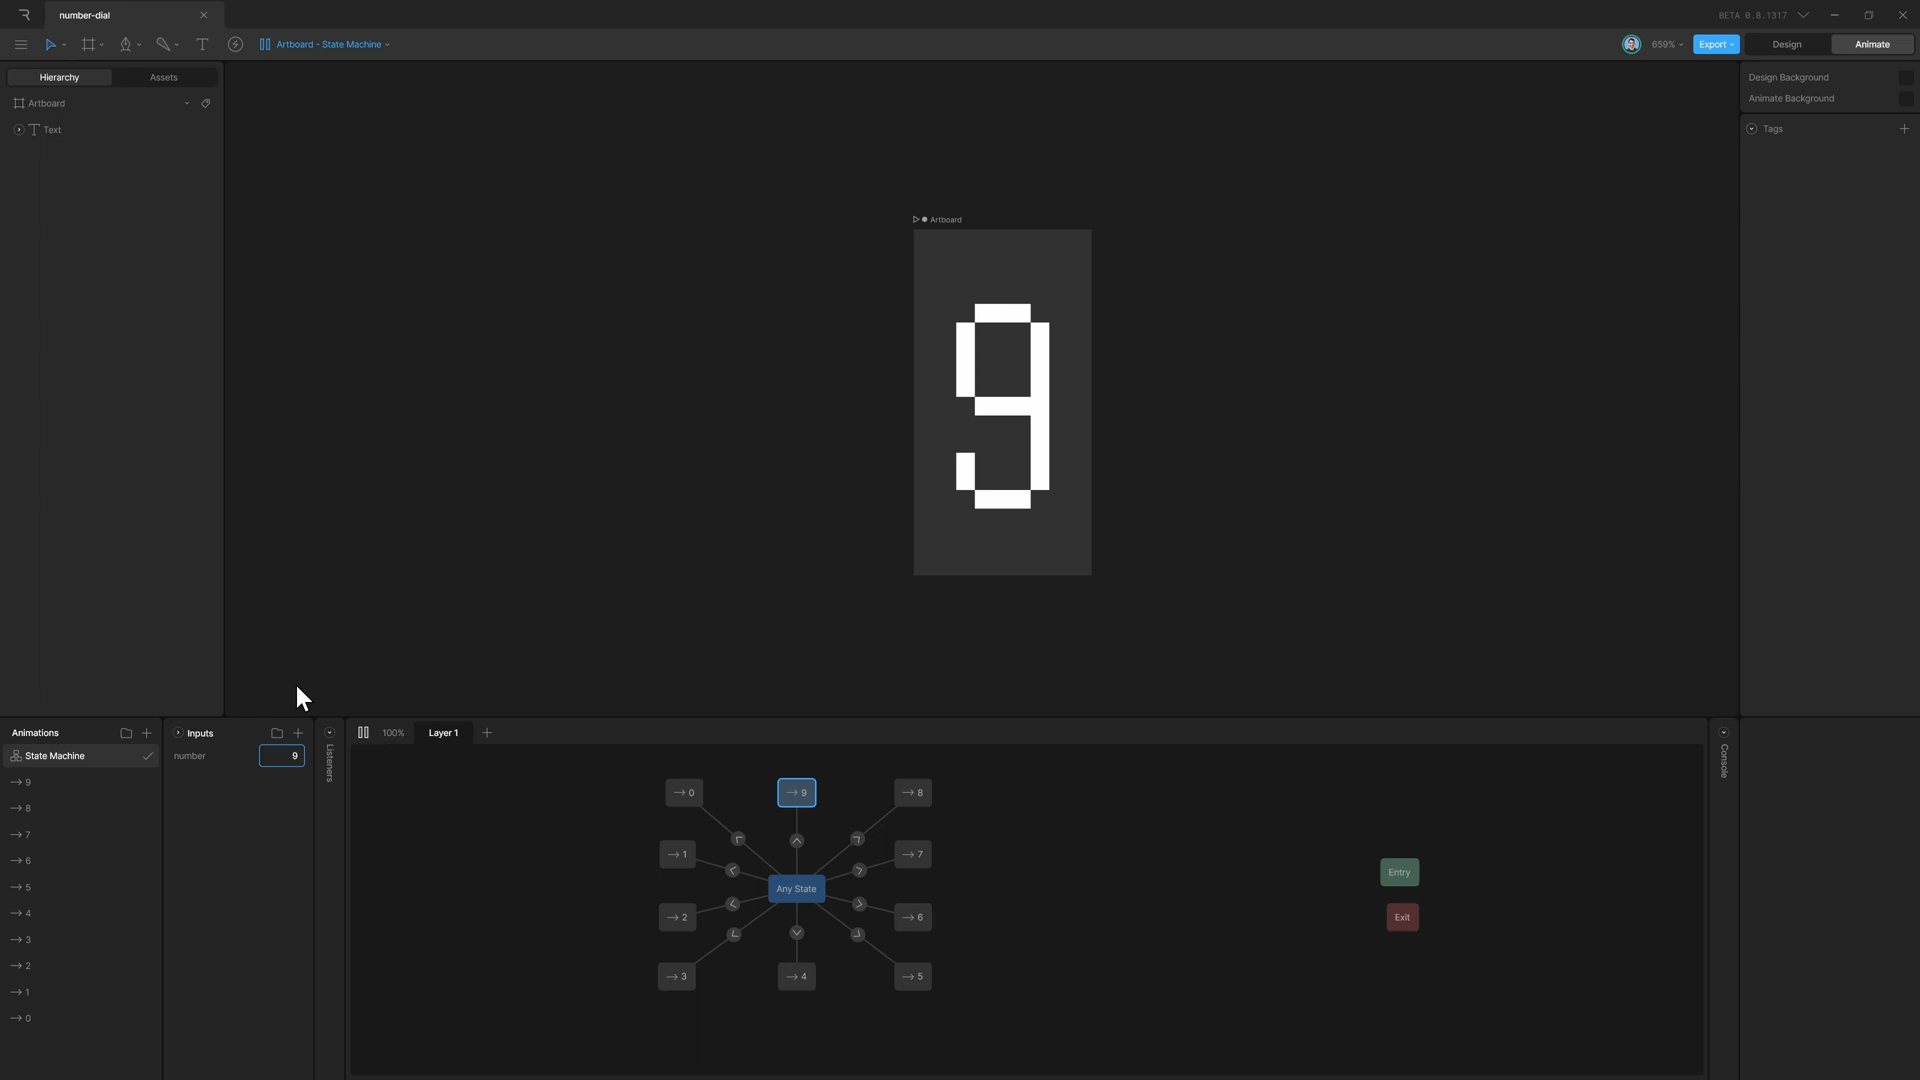 number-dial
BETA 0.8.1317
Artboard - State Machine
659%
Export
Design
Animate
Hierarchy
Assets
Artboard
Text
Artboard
9
Design Background
Animate Background
Tags
Animations
State Machine
9
8
7
6
5
4
3
2
1
0
Inputs
number
9
Listeners
100%
Layer 1
0
9
8
1
7
Any State
2
6
3
4
5
Entry
Exit
Console